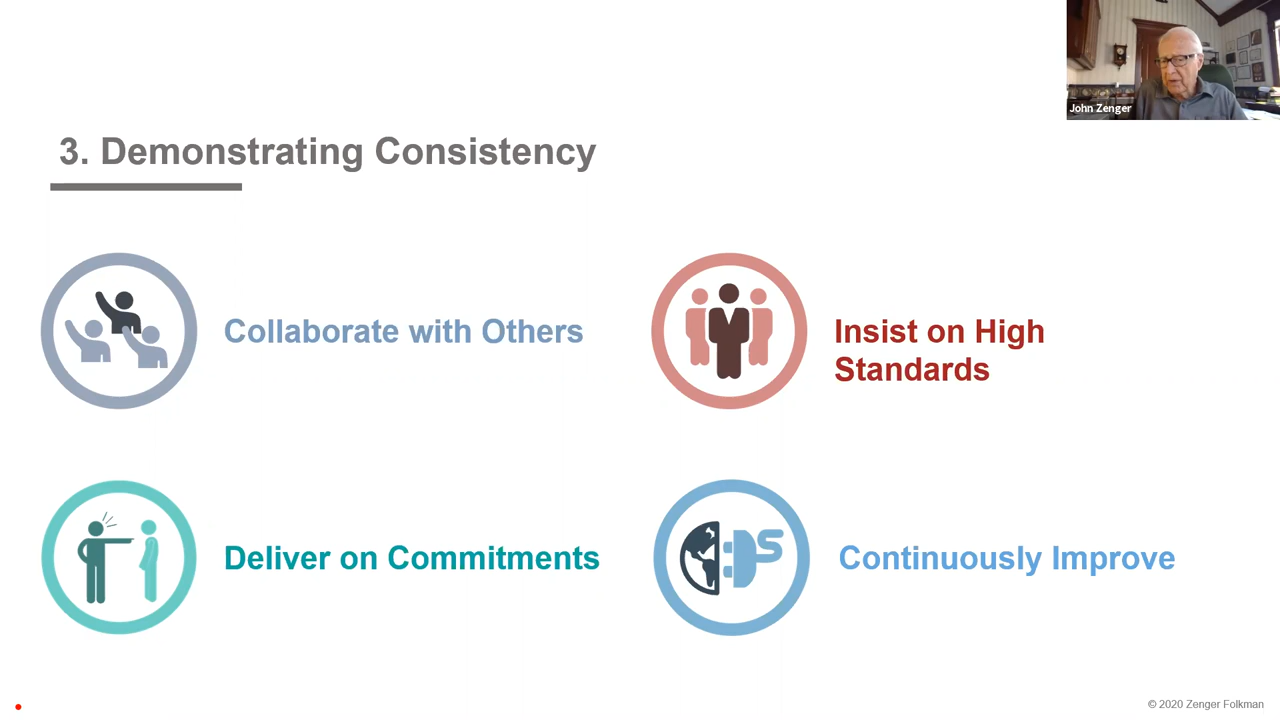 John Zenger
3. Demonstrating Consistency
Collaborate with Others
Insist on High
Standards
Deliver on Commitments
Continuously Improve
© 2020 Zenger Folkman